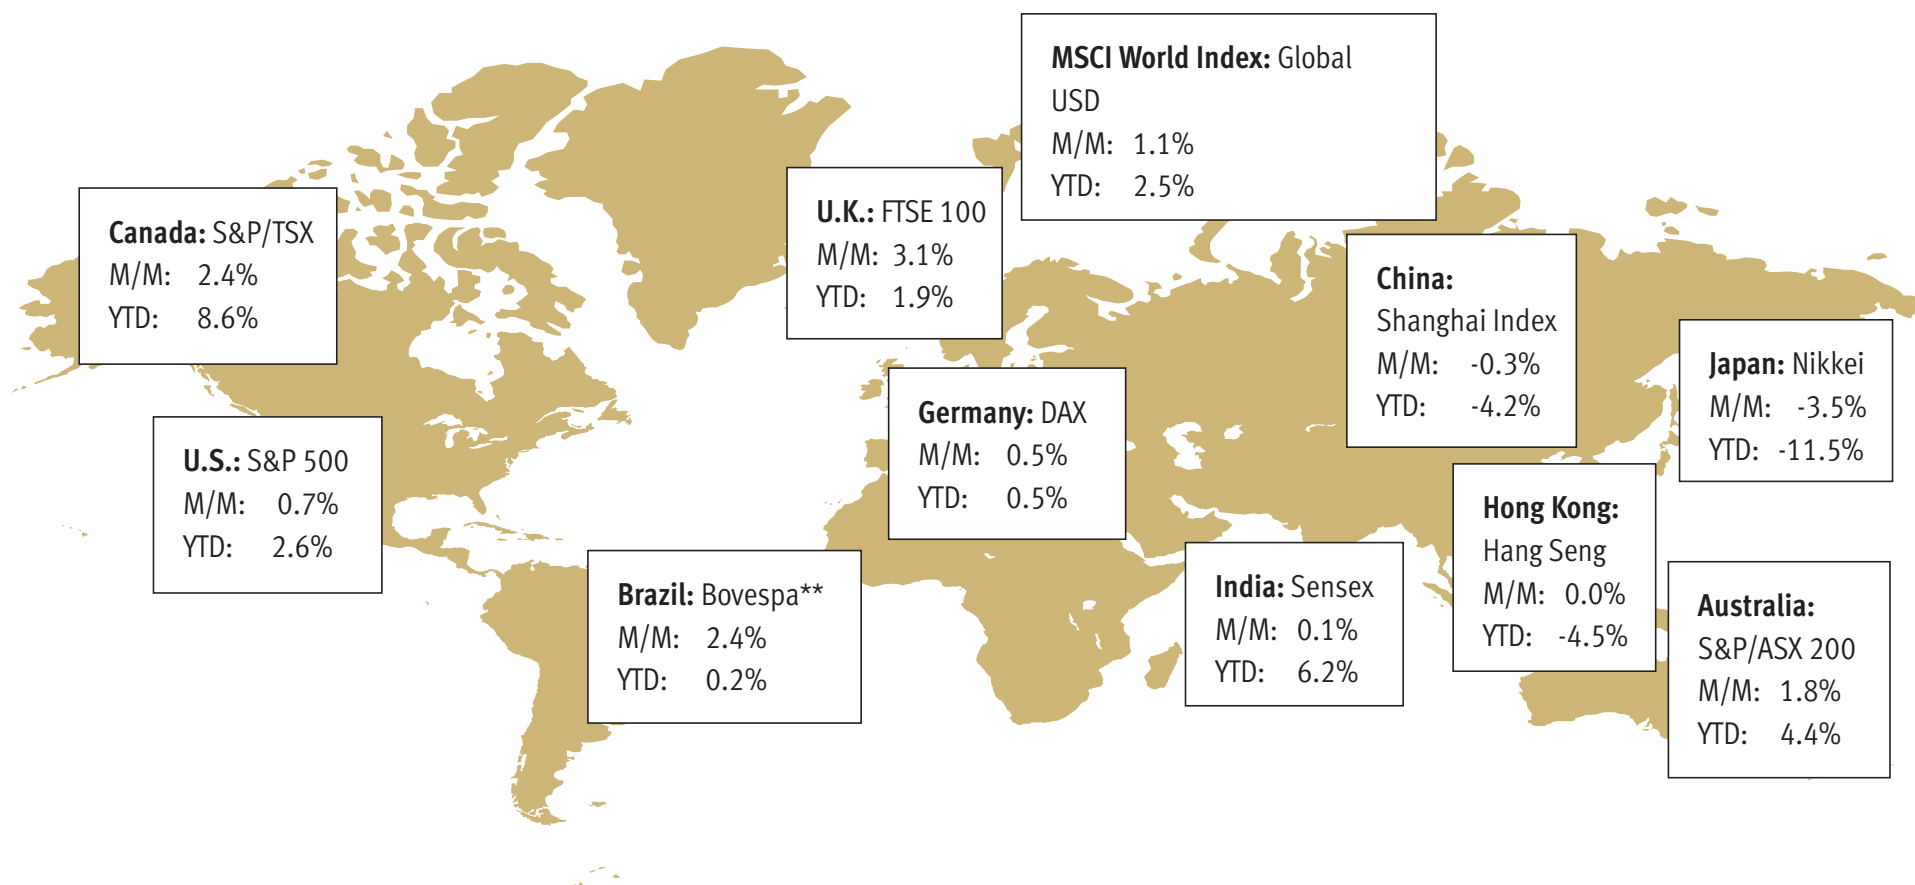 MSCI World Index: Global
USD
M/M: 1.1%
YTD: 2.5%
Canada: S&P/TSX
M/M: 2.4%
YTD: 8.6%
U.K.: FTSE 100
M/M: 3.1%
YTD: 1.9%
China:
Shanghai Index
M/M: -0.3%
YTD: -4.2%
Japan: Nikkei
M/M: -3.5%
YTD: -11.5%
U.S.: S&P 500
M/M: 0.7%
YTD: 2.6%
Germany: DAX
M/M: 0.5%
YTD: 0.5%
Hong Kong:
Hang Seng
M/M: 0.0%
YTD: -4.5%
Brazil: Bovespa**
M/M: 2.4%
YTD: 0.2%
India: Sensex
M/M: 0.1%
YTD: 6.2%
Australia:
S&P/ASX 200
M/M: 1.8%
YTD: 4.4%